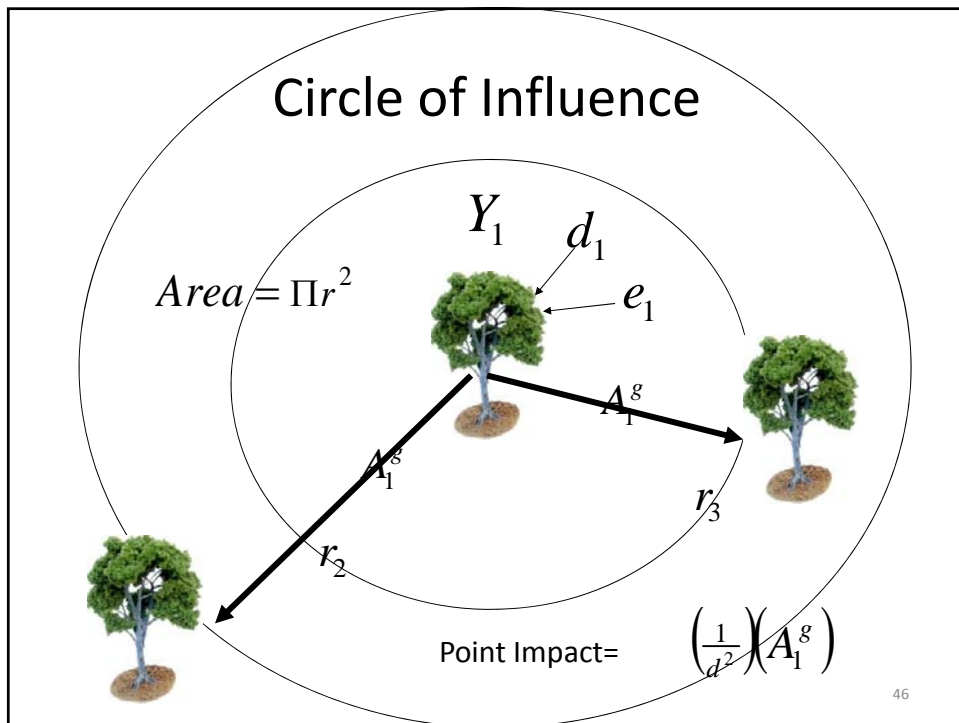 Circle of Influence
Y₁
d₁
Area = Πr²
e₁
A₁ᵍ
A₁ᵍ
r₃
r₂
Point Impact= (1/d²)(A₁ᵍ)
46